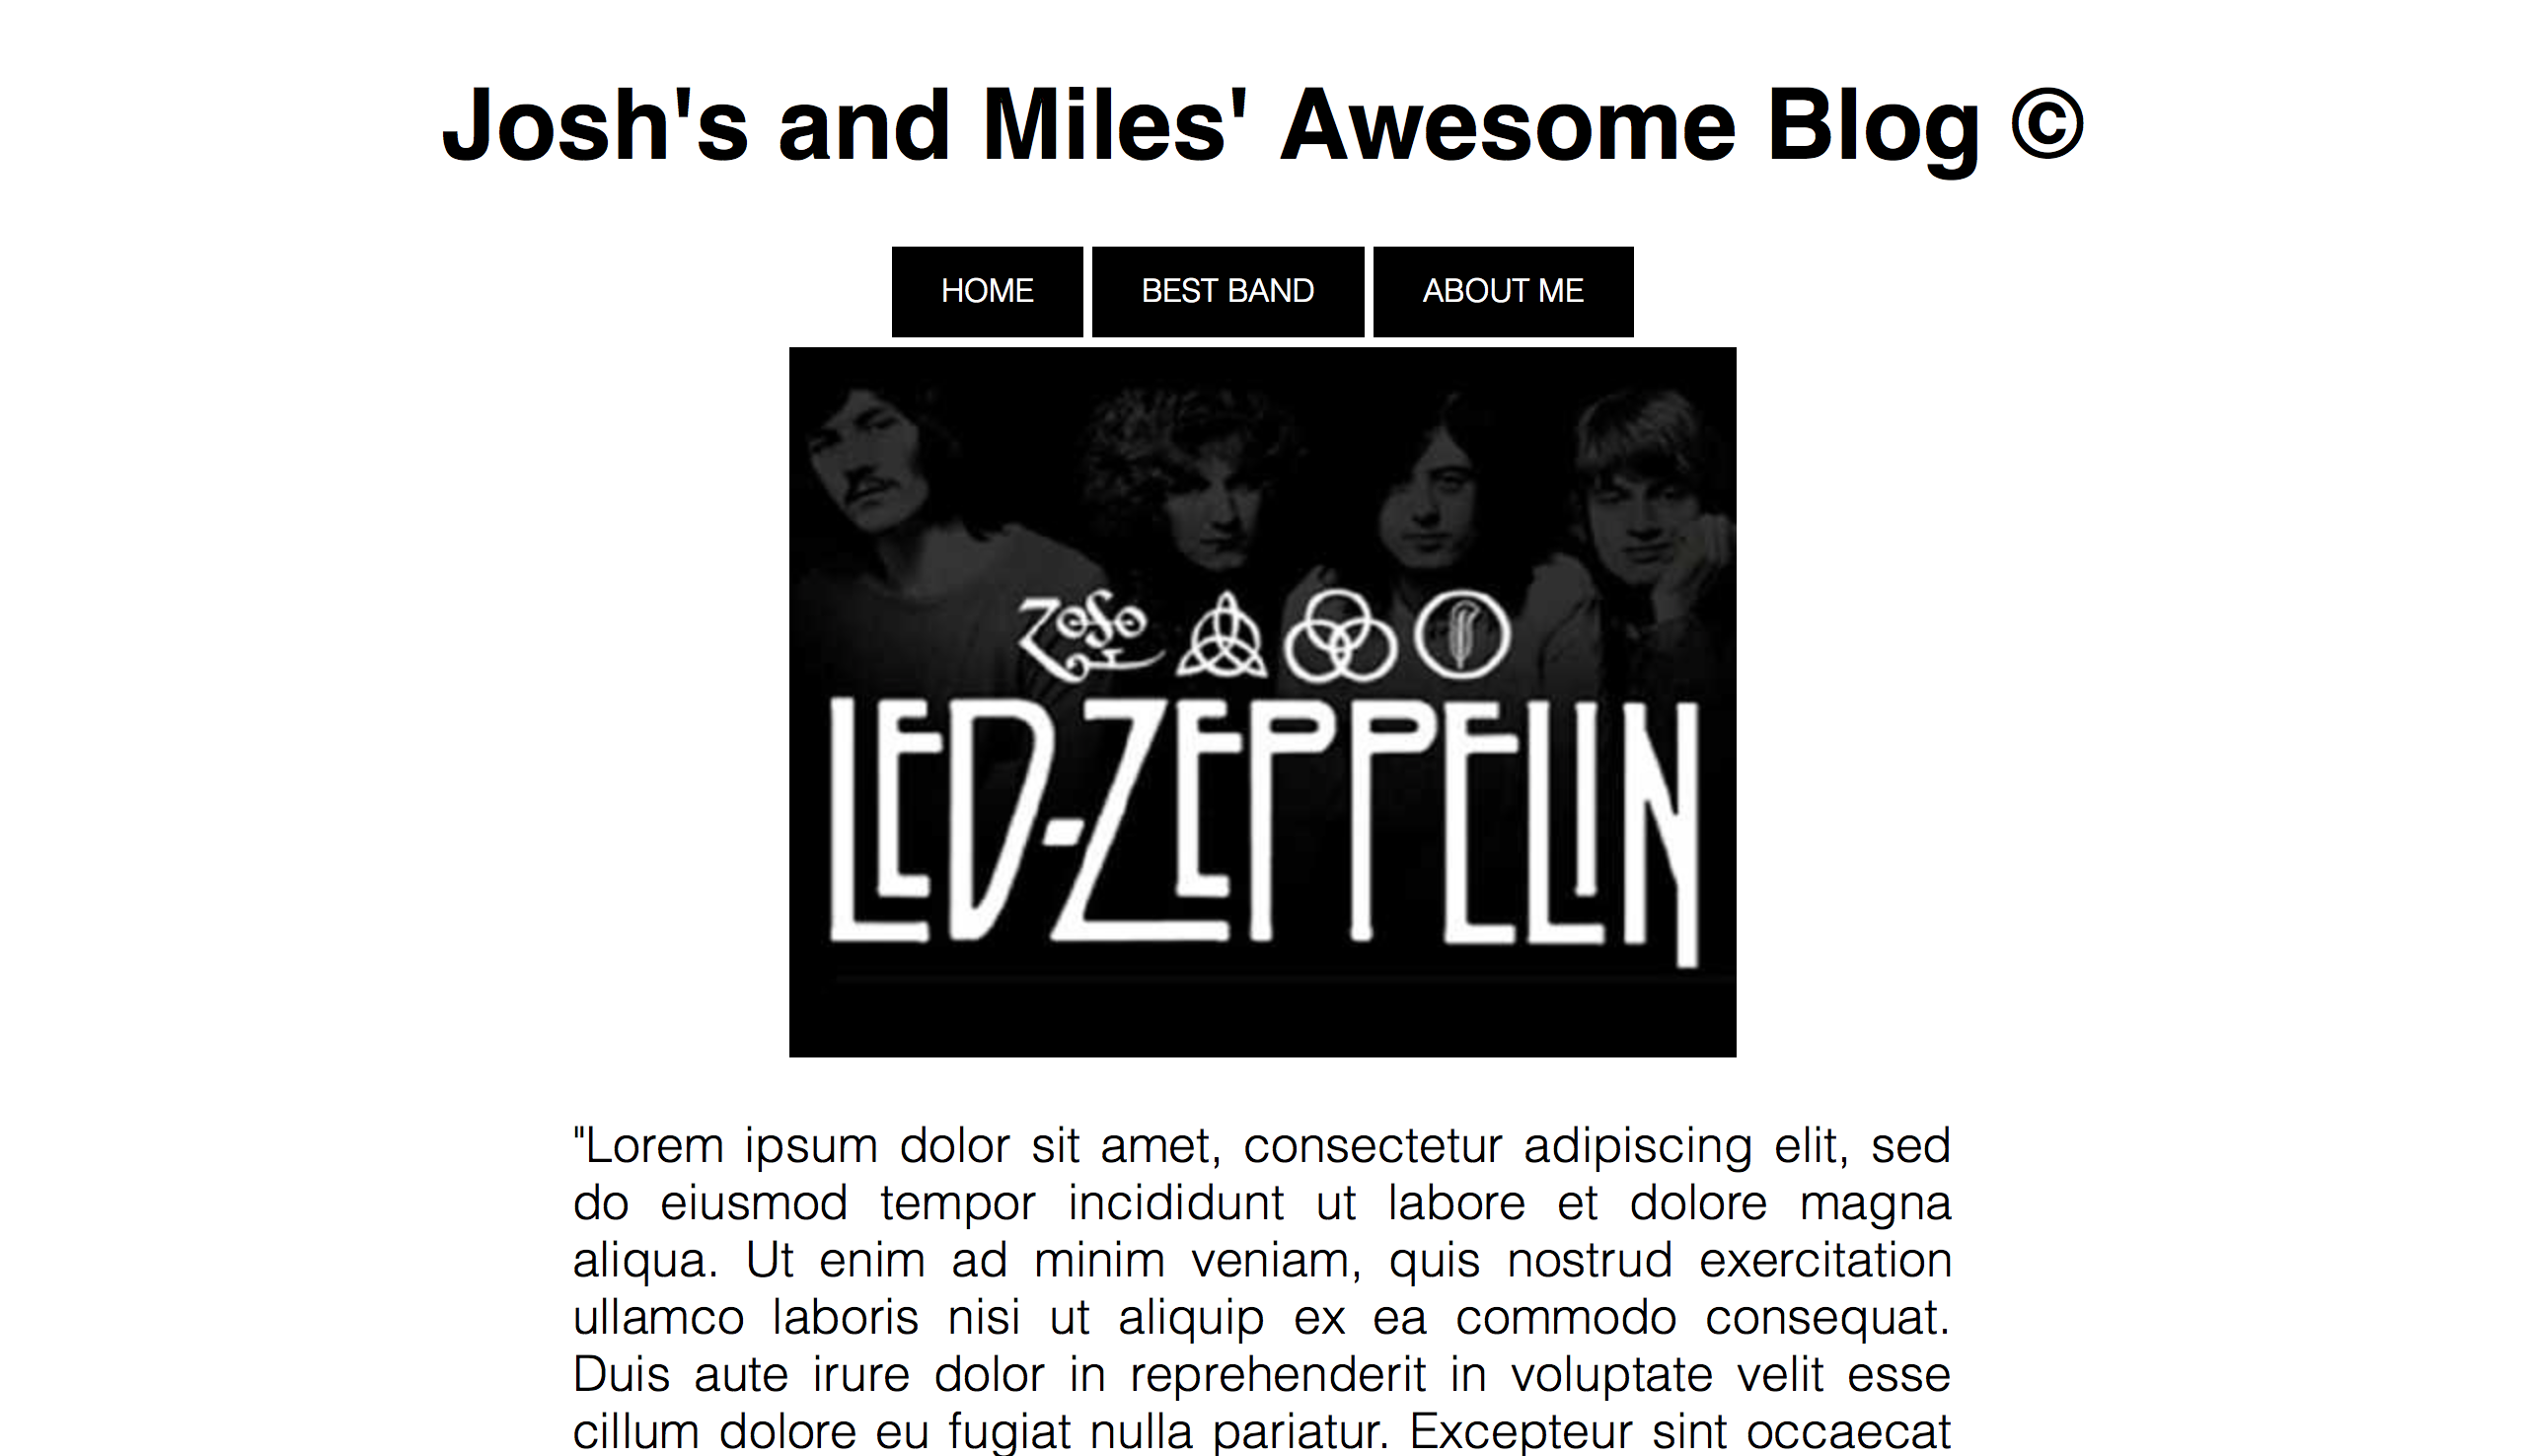 Josh's and Miles' Awesome Blog ©
HOME BEST BAND ABOUT ME
ZoSo
LED-ZEPPELIN
"Lorem ipsum dolor sit amet, consectetur adipiscing elit, sed
do eiusmod tempor incididunt ut labore et dolore magna
aliqua. Ut enim ad minim veniam, quis nostrud exercitation
ullamco laboris nisi ut aliquip ex ea commodo consequat.
Duis aute irure dolor in reprehenderit in voluptate velit esse
cillum dolore eu fugiat nulla pariatur. Excepteur sint occaecat